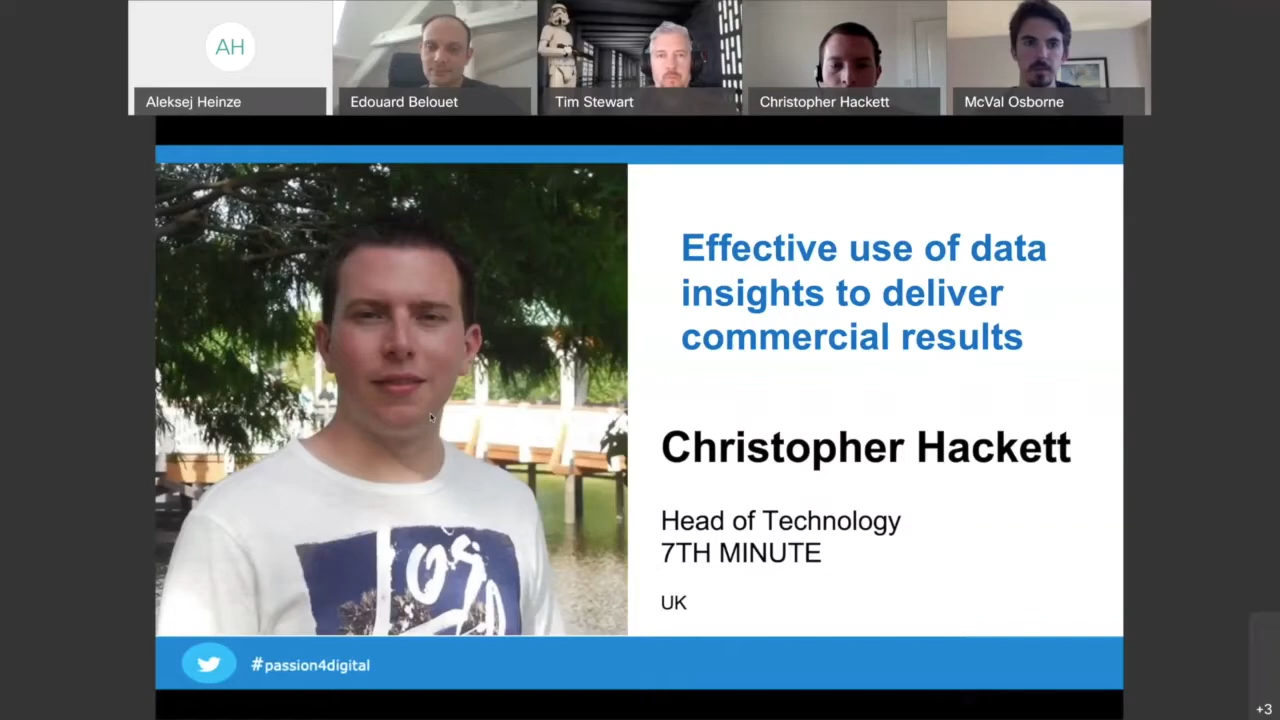 AH
Aleksej Heinze
Edouard Belouet
Tim Stewart
Christopher Hackett
McVal Osborne
Effective use of data
insights to deliver
commercial results
Christopher Hackett
Head of Technology
7TH MINUTE
UK
#passion4digital
+3